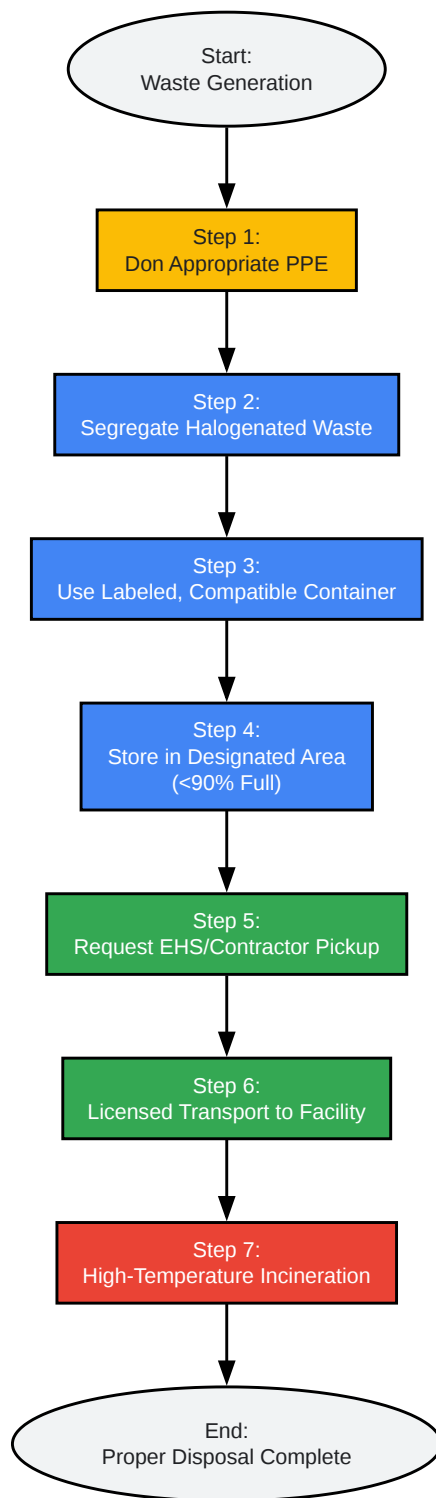 Start:
Waste Generation
Step 1:
Don Appropriate PPE
Step 2:
Segregate Halogenated Waste
Step 3:
Use Labeled, Compatible Container
Step 4:
Store in Designated Area
(<90% Full)
Step 5:
Request EHS/Contractor Pickup
Step 6:
Licensed Transport to Facility
Step 7:
High-Temperature Incineration
End:
Proper Disposal Complete